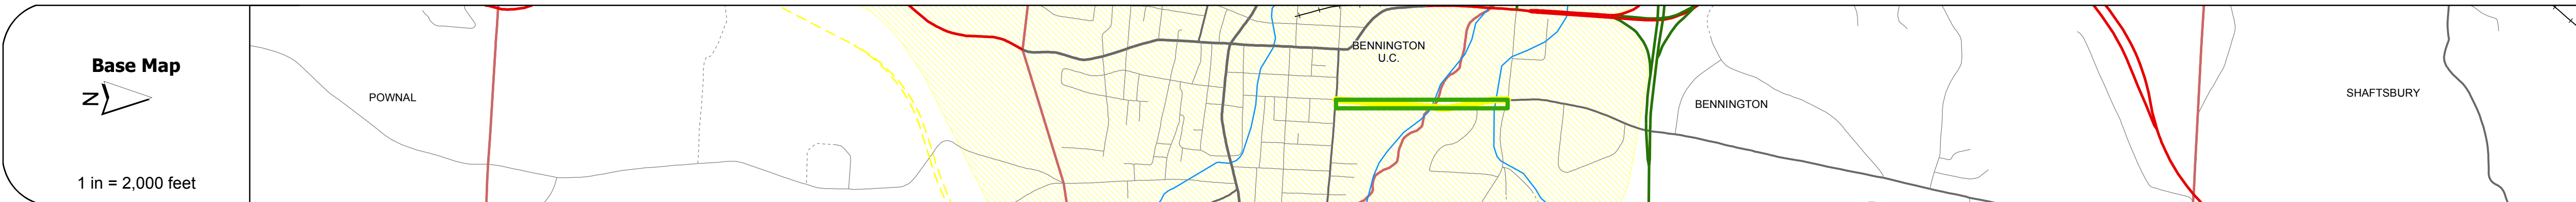 Base Map
N
1 in = 2,000 feet
POWNAL
BENNINGTON
U.C.
BENNINGTON
SHAFTSBURY